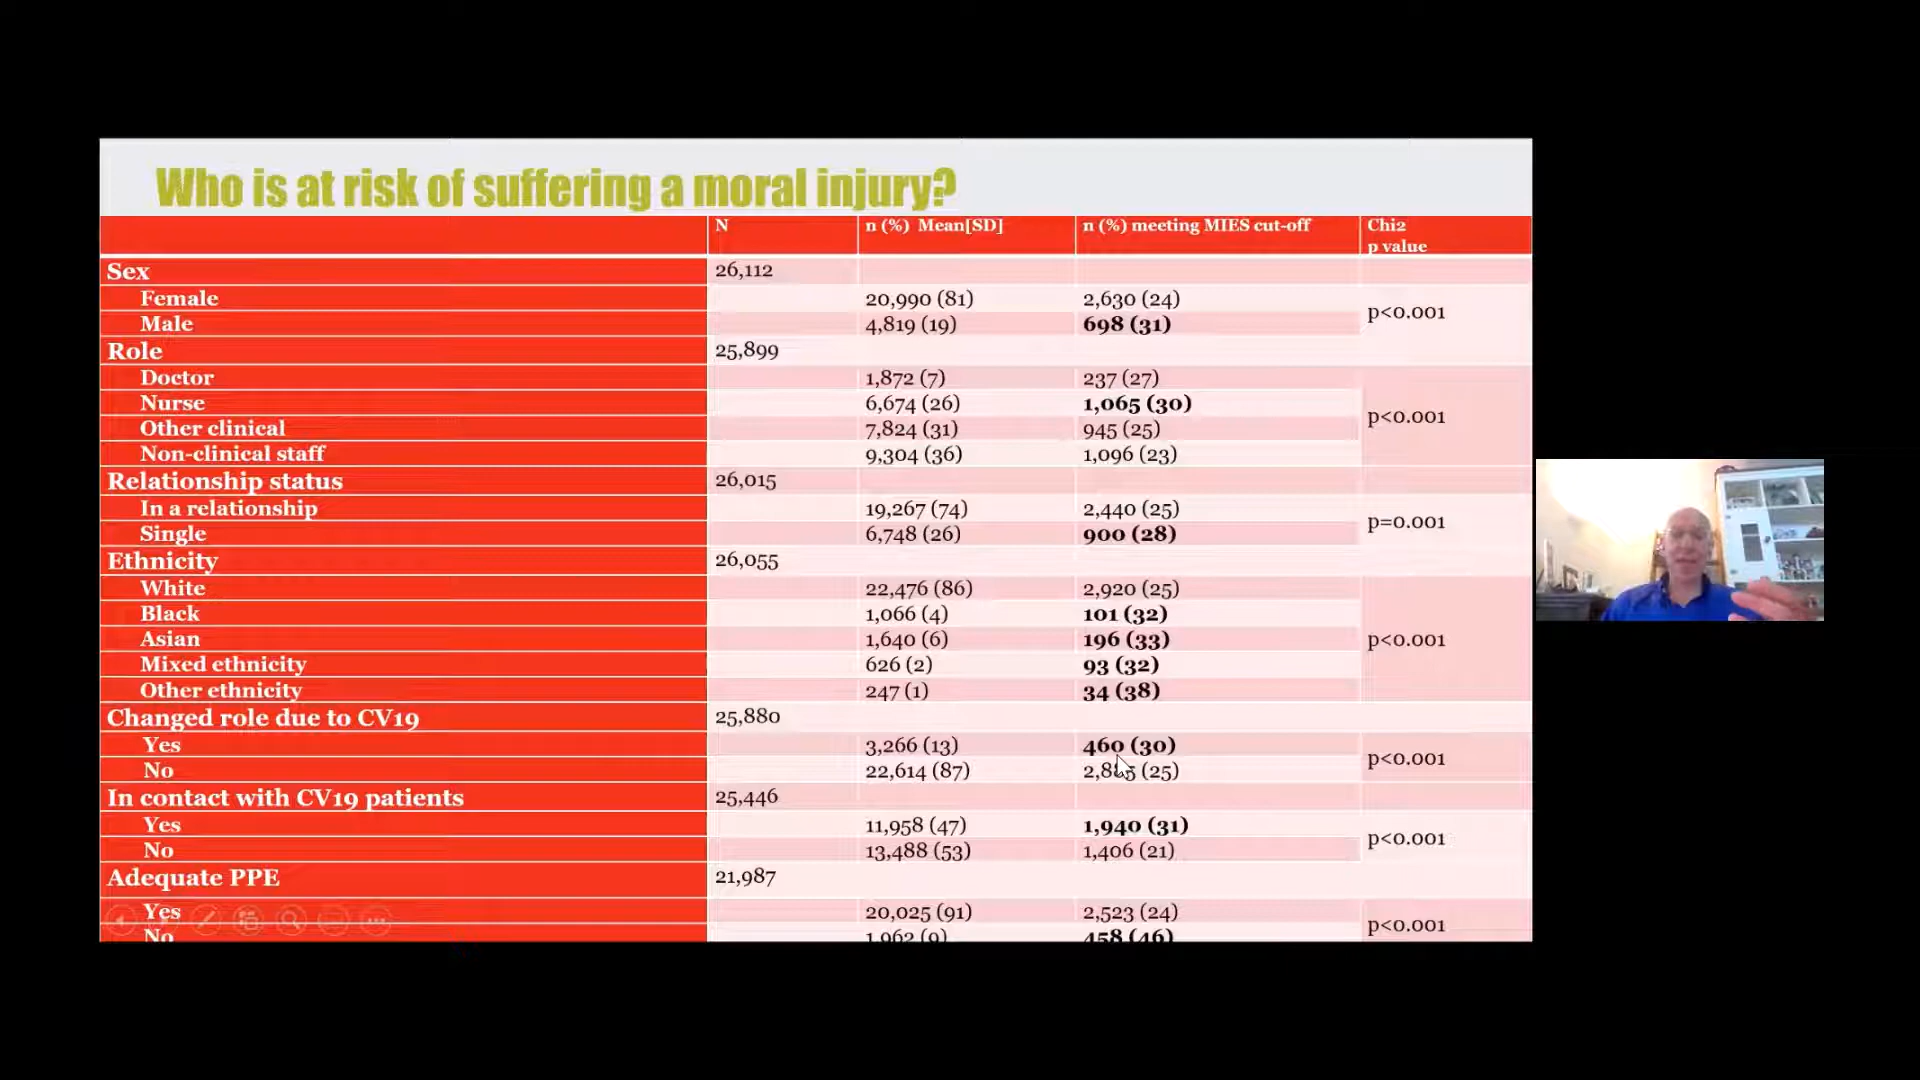 Who is at risk of suffering a moral injury?
N n (%) Mean[SD] n (%) meeting MIES cut-off Chi2
p value
Sex 26,112
Female 20,990 (81) 2,630 (24) p<0.001
Male 4,819 (19) 698 (31)
Role 25,899
Doctor 1,872 (7) 237 (27)
Nurse 6,674 (26) 1,065 (30) p<0.001
Other clinical 7,824 (31) 945 (25)
Non-clinical staff 9,304 (36) 1,096 (23)
Relationship status 26,015
In a relationship 19,267 (74) 2,440 (25) p=0.001
Single 6,748 (26) 900 (28)
Ethnicity 26,055
White 22,476 (86) 2,920 (25)
Black 1,066 (4) 101 (32)
Asian 1,640 (6) 196 (33) p<0.001
Mixed ethnicity 626 (2) 93 (32)
Other ethnicity 247 (1) 34 (38)
Changed role due to CV19 25,880
Yes 3,266 (13) 460 (30) p<0.001
No 22,614 (87) (25)
In contact with CV19 patients 25,446
Yes 11,958 (47) 1,940 (31) p<0.001
No 13,488 (53) 1,406 (21)
Adequate PPE 21,987
Yes 20,025 (91) 2,523 (24) p<0.001
No 1,962 (9) 458 (46)